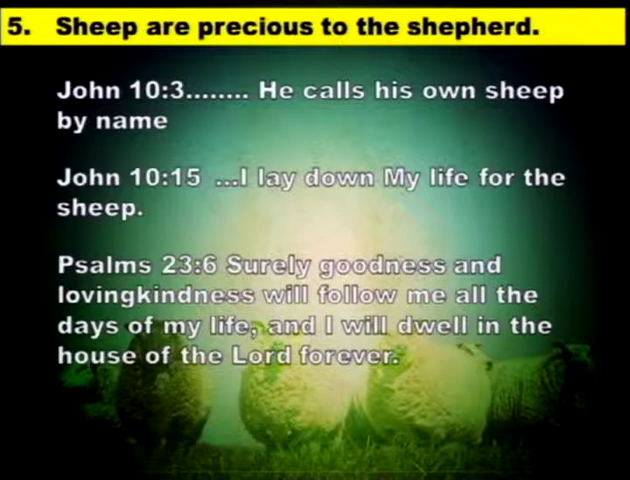 5. Sheep are precious to the shepherd.
John 10:3........ He calls his own sheep
by name
John 10:15 ...I lay down My life for the
sheep.
Psalms 23:6 Surely goodness and
lovingkindness will follow me all the
days of my life, and I will dwell in the
house of the Lord forever.